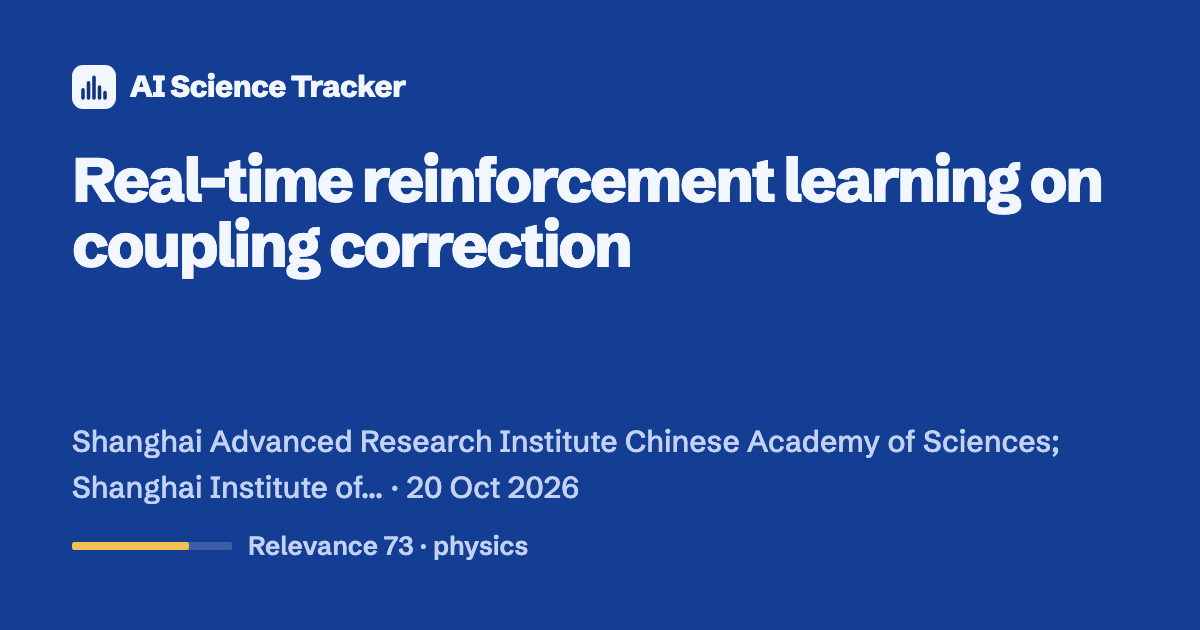 AI Science Tracker
Real-time reinforcement learning on
coupling correction
Shanghai Advanced Research Institute Chinese Academy of Sciences;
Shanghai Institute of... · 20 Oct 2026
Relevance 73 · physics